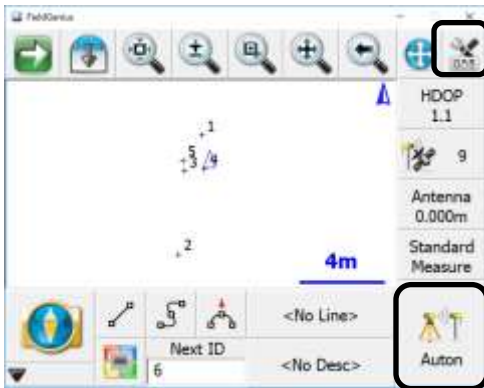 FieldGenius
HDOP
1.1
1
5
3
4
9
Antenna
0.000m
2
4m
Standard
Measure
<No Line>
Next ID
6
<No Desc>
Auton